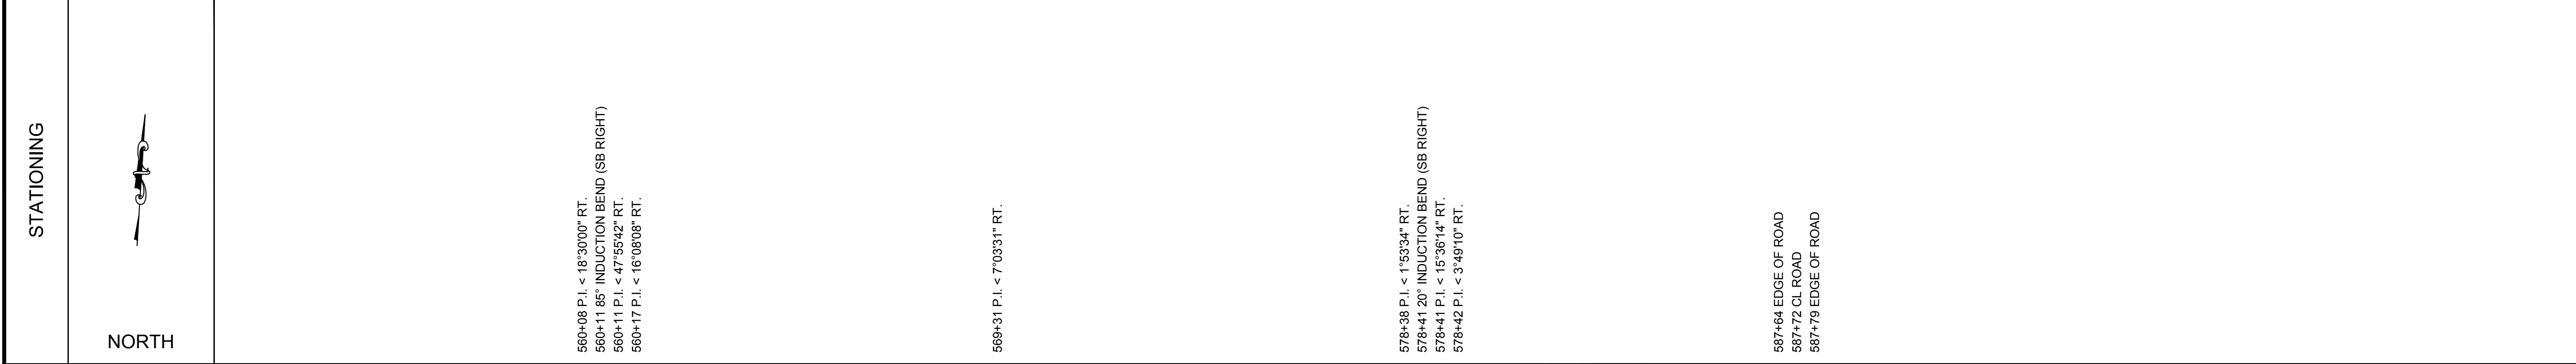 STATIONING
NORTH
560+08 P.I. < 18°30'00" RT.
560+11 85° INDUCTION BEND (SB RIGHT)
560+11 P.I. < 47°55'42" RT.
560+17 P.I. < 16°08'08" RT.
569+31 P.I. < 7°03'31" RT.
578+38 P.I. < 1°53'34" RT.
578+41 20° INDUCTION BEND (SB RIGHT)
578+41 P.I. < 15°36'14" RT.
578+42 P.I. < 3°49'10" RT.
587+64 EDGE OF ROAD
587+72 CL ROAD
587+79 EDGE OF ROAD